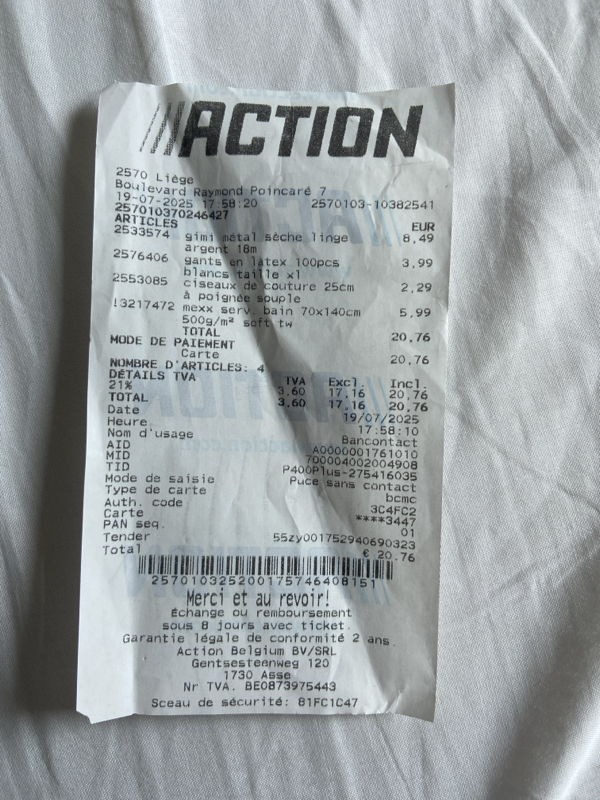 ACTION
2570 Liège
Boulevard Raymond Poincaré 7
19-07-2025 17:58:20 2570103-10382541
257010370246427
ARTICLES EUR
2533574 gimi métal sèche linge 8,49
argent 18m
2576406 gants en latex 100pcs 3,99
blancs taille xl
2553085 ciseaux de couture 25cm 2,29
à poignée souple
!3217472 mexx serv. bain 70x140cm 5,99
500g/m² soft tw
TOTAL 20,76
MODE DE PAIEMENT
Carte 20,76
NOMBRE D'ARTICLES: 4
DÉTAILS TVA TVA Excl. Incl.
21% 3,60 17,16 20,76
TOTAL 3,60 17,16 20,76
Date 19/07/2025
Heure 17:58:10
Nom d'usage Bancontact
AID A0000001761010
MID 700004002004908
TID P400Plus-275416035
Mode de saisie Puce sans contact
Type de carte bcmc
Auth. code 3C4FC2
Carte ****3447
PAN seq. 01
Tender 55zy001752940690323
Total € 20.76
2570103252001757464081​51
Merci et au revoir!
Échange ou remboursement
sous 8 jours avec ticket.
Garantie légale de conformité 2 ans.
Action Belgium BV/SRL
Gentsesteenweg 120
1730 Asse
Nr TVA. BE0873975443
Sceau de sécurité: 81FC1C47